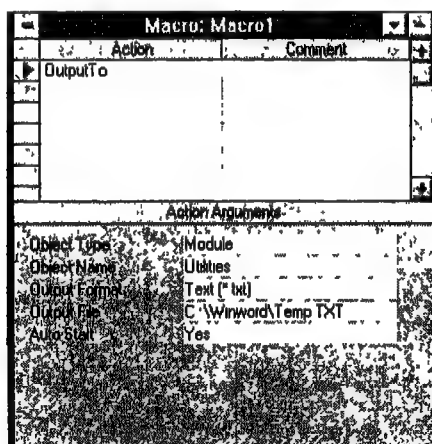 Macro: Macro1
Action Comment
OutputTo
Action Arguments
Object Type Module
Object Name Utilities
Output Format Text (*.txt)
Output File C:\Winword\Temp.TXT
Auto Start Yes